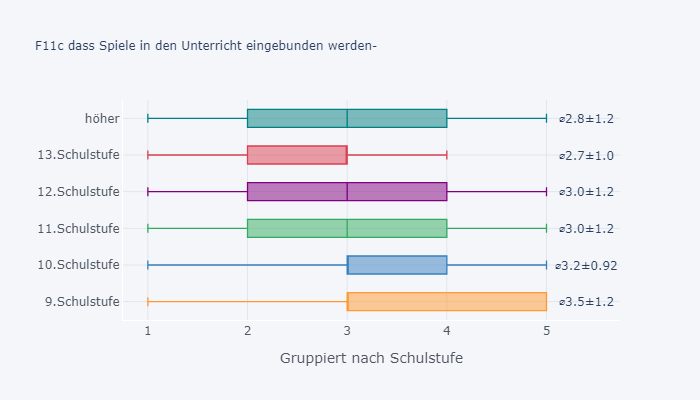 F11c dass Spiele in den Unterricht eingebunden werden-
höher
⌀2.8±1.2
13.Schulstufe
⌀2.7±1.0
12.Schulstufe
⌀3.0±1.2
11.Schulstufe
⌀3.0±1.2
10.Schulstufe
⌀3.2±0.92
9.Schulstufe
⌀3.5±1.2
1 2 3 4 5
Gruppiert nach Schulstufe